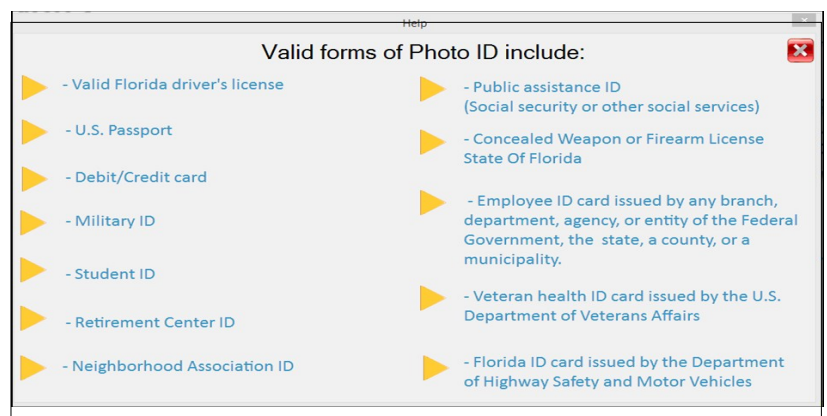 Help
Valid forms of Photo ID include:
- Valid Florida driver's license
- U.S. Passport
- Debit/Credit card
- Military ID
- Student ID
- Retirement Center ID
- Neighborhood Association ID
- Public assistance ID
(Social security or other social services)
- Concealed Weapon or Firearm License
State Of Florida
- Employee ID card issued by any branch,
department, agency, or entity of the Federal
Government, the state, a county, or a
municipality.
- Veteran health ID card issued by the U.S.
Department of Veterans Affairs
- Florida ID card issued by the Department
of Highway Safety and Motor Vehicles